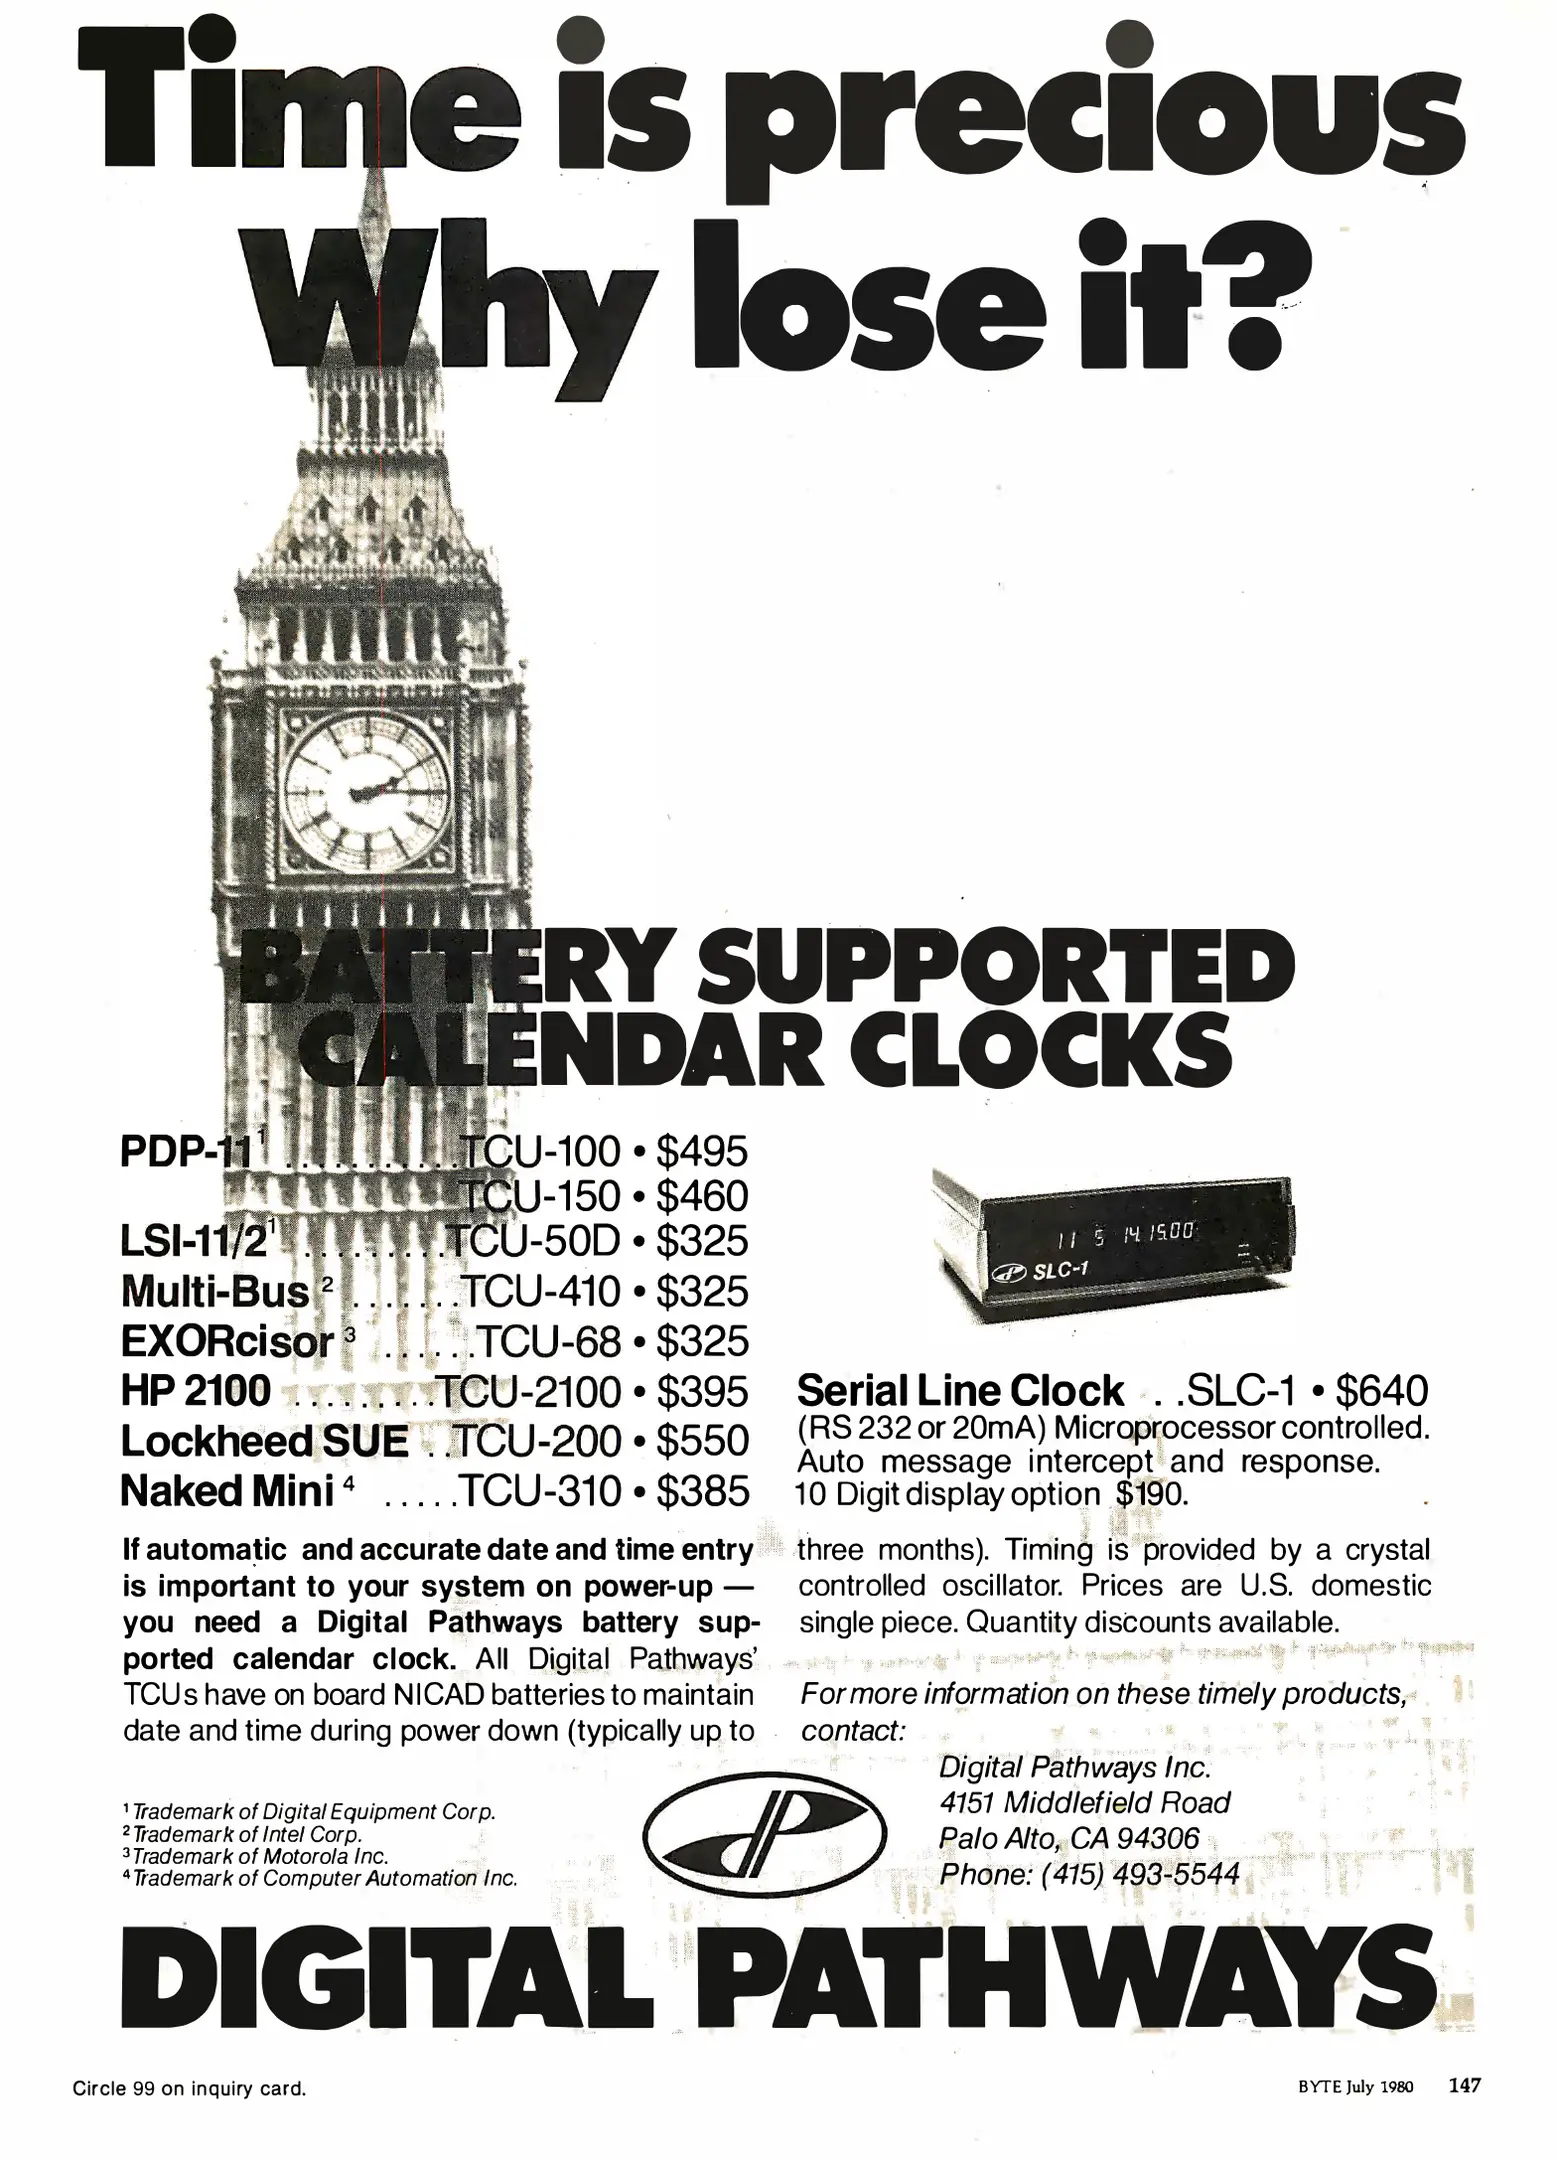 Time is precious
Why lose it?
BATTERY SUPPORTED
CALENDAR CLOCKS
PDP-11¹ ...........TCU-100 • $495
TCU-150 • $460
LSI-11/2¹ .........TCU-50D • $325
Multi-Bus² .......TCU-410 • $325
EXORcisor³ ......TCU-68 • $325
HP 2100 .........TCU-2100 • $395
Lockheed SUE ..TCU-200 • $550
Naked Mini⁴ .....TCU-310 • $385
11 5 14 1500
dp SLC-1
Serial Line Clock ...SLC-1 • $640
(RS 232 or 20mA) Microprocessor controlled.
Auto message intercept and response.
10 Digit display option $190.
If automatic and accurate date and time entry
is important to your system on power-up —
you need a Digital Pathways battery sup-
ported calendar clock. All Digital Pathways'
TCUs have on board NICAD batteries to maintain
date and time during power down (typically up to
three months). Timing is provided by a crystal
controlled oscillator. Prices are U.S. domestic
single piece. Quantity discounts available.
For more information on these timely products,
contact:
Digital Pathways Inc.
4151 Middlefield Road
Palo Alto, CA 94306
Phone: (415) 493-5544
¹ Trademark of Digital Equipment Corp.
² Trademark of Intel Corp.
³ Trademark of Motorola Inc.
⁴ Trademark of Computer Automation Inc.
dp
DIGITAL PATHWAYS
Circle 99 on inquiry card.
BYTE July 1980 147